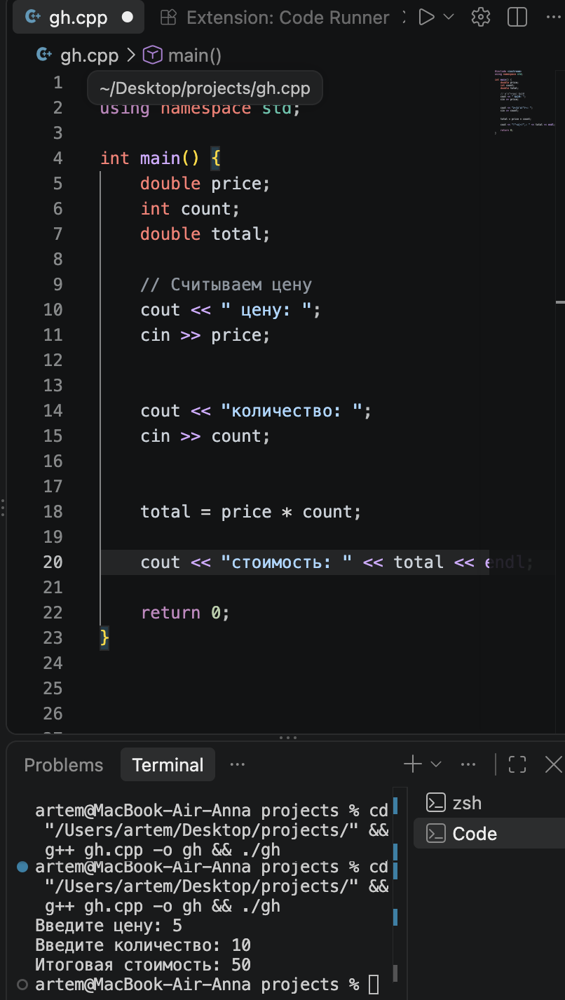 gh.cpp
Extension: Code Runner
gh.cpp > main()
~/Desktop/projects/gh.cpp
1
2 using namespace std;
3
4 int main() {
5 double price;
6 int count;
7 double total;
8
9 // Считываем цену
10 cout << " цену: ";
11 cin >> price;
12
13
14 cout << "количество: ";
15 cin >> count;
16
17
18 total = price * count;
19
20 cout << "стоимость: " << total << endl;
21
22 return 0;
23 }
24
25
26
Problems Terminal
artem@MacBook-Air-Anna projects % cd
"/Users/artem/Desktop/projects/" &&
g++ gh.cpp -o gh && ./gh
artem@MacBook-Air-Anna projects % cd
"/Users/artem/Desktop/projects/" &&
g++ gh.cpp -o gh && ./gh
Введите цену: 5
Введите количество: 10
Итоговая стоимость: 50
artem@MacBook-Air-Anna projects %
zsh
Code